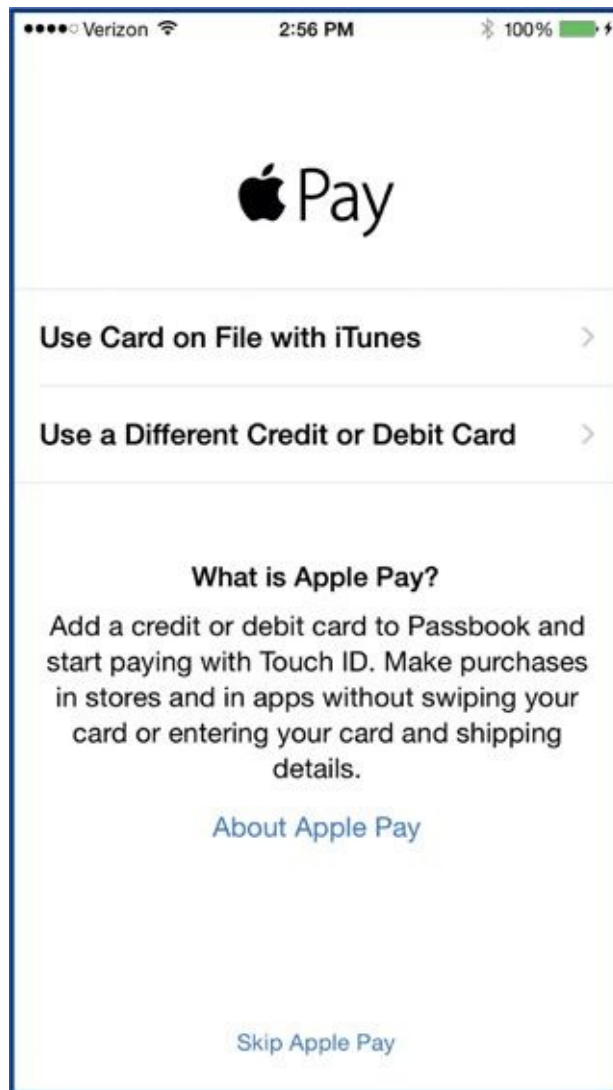 Verizon 2:56 PM 100%
Pay
Use Card on File with iTunes
Use a Different Credit or Debit Card
What is Apple Pay?
Add a credit or debit card to Passbook and
start paying with Touch ID. Make purchases
in stores and in apps without swiping your
card or entering your card and shipping
details.
About Apple Pay
Skip Apple Pay